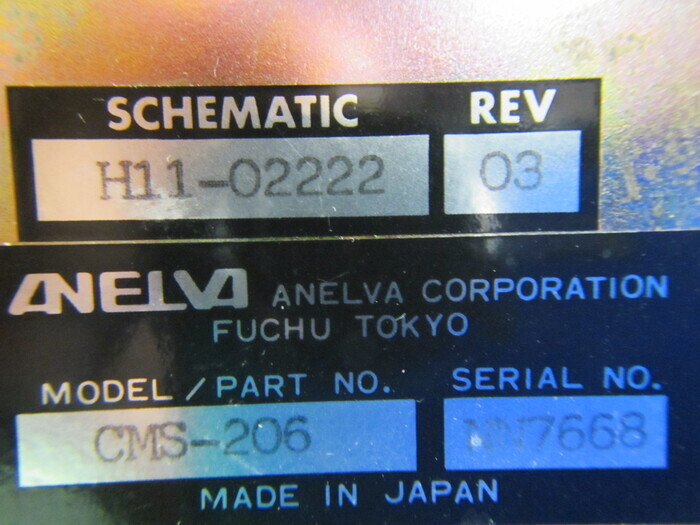 SCHEMATIC REV
H11-02222 03
ANELVA ANELVA CORPORATION
FUCHU TOKYO
MODEL/PART NO. SERIAL NO.
CMS-206 NN7668
MADE IN JAPAN